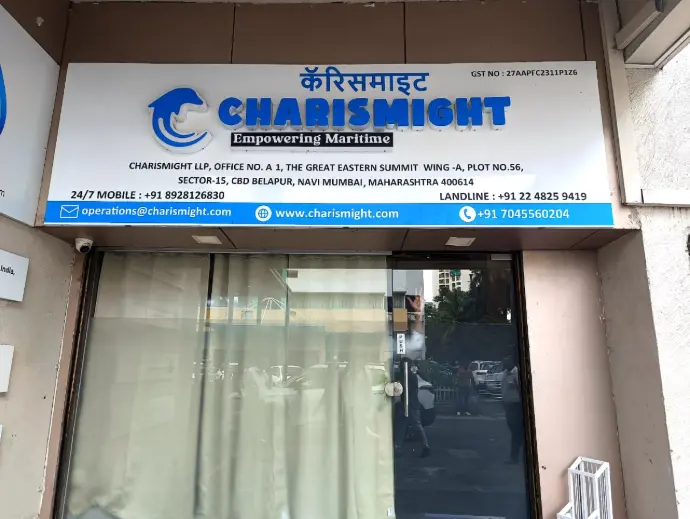 कॅरिसमाइट
GST NO : 27AAPFC2311P1Z6
CHARISMIGHT
Empowering Maritime
CHARISMIGHT LLP, OFFICE NO. A 1, THE GREAT EASTERN SUMMIT WING -A, PLOT NO.56,
SECTOR-15, CBD BELAPUR, NAVI MUMBAI, MAHARASHTRA 400614
24/7 MOBILE : +91 8928126830
LANDLINE : +91 22 4825 9419
operations@charismight.com
www.charismight.com
+91 7045560204
India,
PUSH